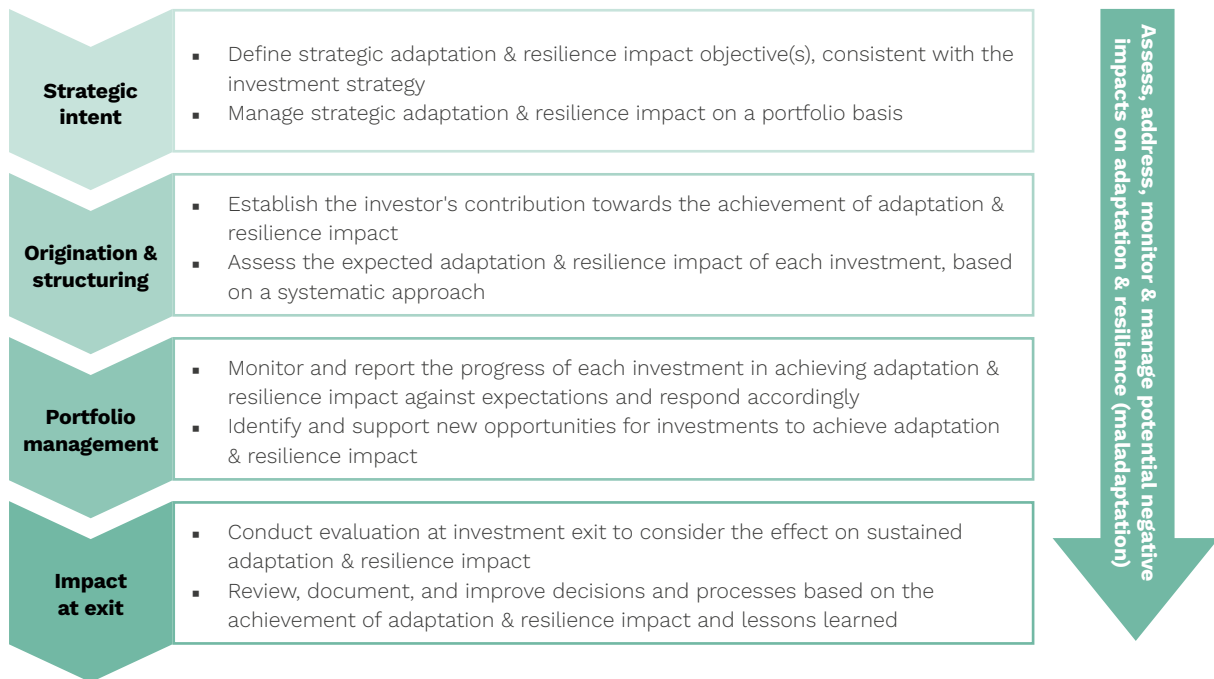 Strategic
intent
▪ Define strategic adaptation & resilience impact objective(s), consistent with the
investment strategy
▪ Manage strategic adaptation & resilience impact on a portfolio basis
Origination &
structuring
▪ Establish the investor's contribution towards the achievement of adaptation &
resilience impact
▪ Assess the expected adaptation & resilience impact of each investment, based
on a systematic approach
Portfolio
management
▪ Monitor and report the progress of each investment in achieving adaptation &
resilience impact against expectations and respond accordingly
▪ Identify and support new opportunities for investments to achieve adaptation
& resilience impact
Impact
at exit
▪ Conduct evaluation at investment exit to consider the effect on sustained
adaptation & resilience impact
▪ Review, document, and improve decisions and processes based on the
achievement of adaptation & resilience impact and lessons learned
Assess, address, monitor & manage potential negative
impacts on adaptation & resilience (maladaptation)